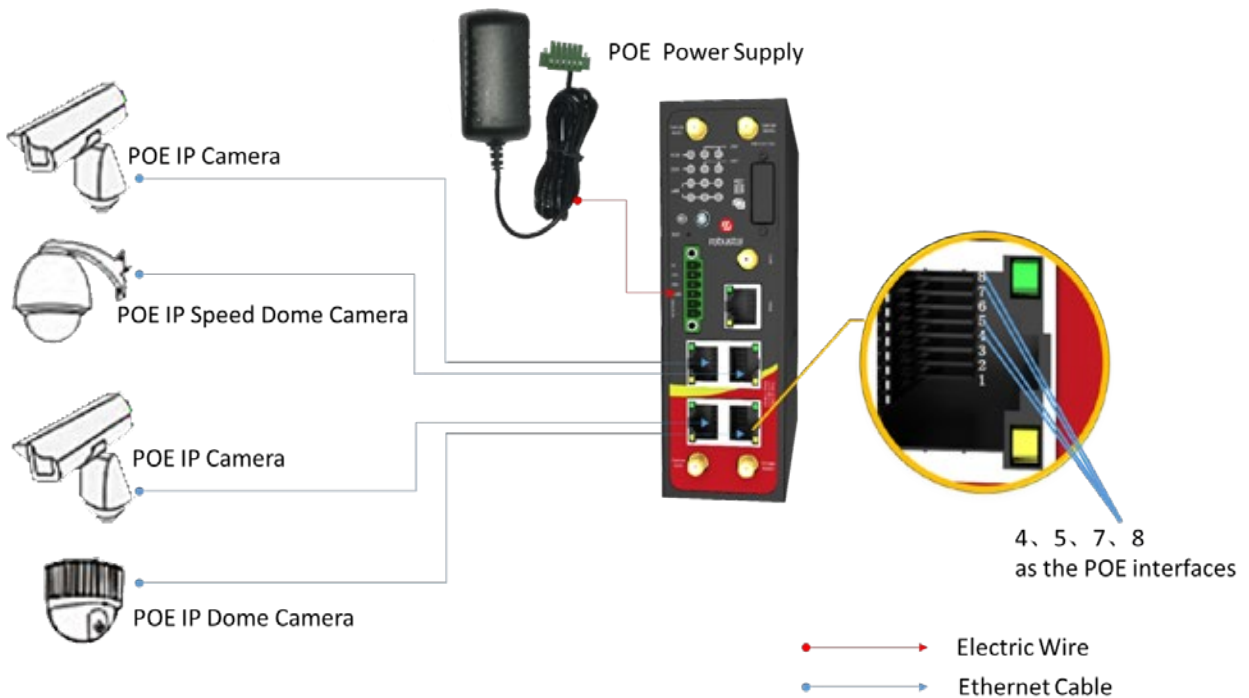 POE Power Supply
POE IP Camera
POE IP Speed Dome Camera
POE IP Camera
POE IP Dome Camera
robustel
8
7
6
5
4
3
2
1
4、5、7、8
as the POE interfaces
Electric Wire
Ethernet Cable